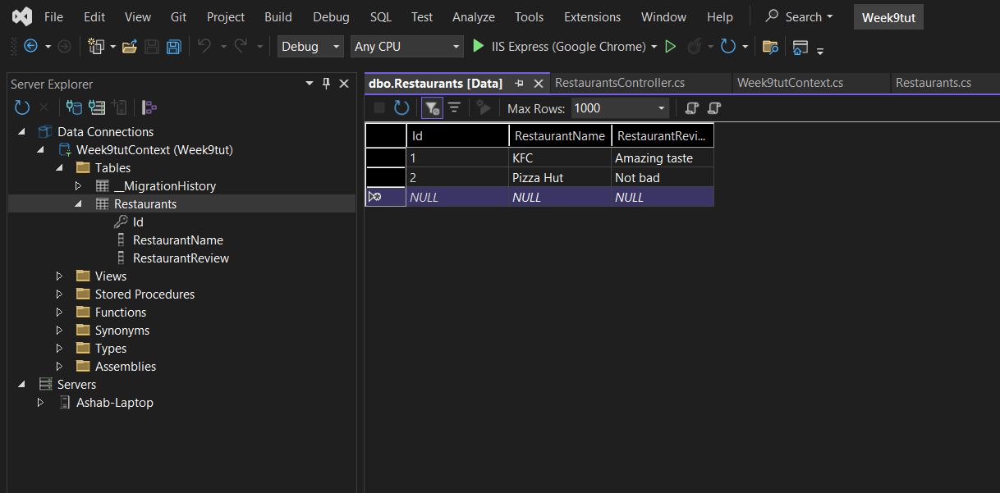 File Edit View Git Project Build Debug SQL Test Analyze Tools Extensions Window Help Search Week9tut
Debug Any CPU IIS Express (Google Chrome)
Server Explorer
Data Connections
Week9tutContext (Week9tut)
Tables
__MigrationHistory
Restaurants
Id
RestaurantName
RestaurantReview
Views
Stored Procedures
Functions
Synonyms
Types
Assemblies
Servers
Ashab-Laptop
dbo.Restaurants [Data] RestaurantsController.cs Week9tutContext.cs Restaurants.cs
Max Rows: 1000
Id RestaurantName RestaurantRevi...
1 KFC Amazing taste
2 Pizza Hut Not bad
NULL NULL NULL